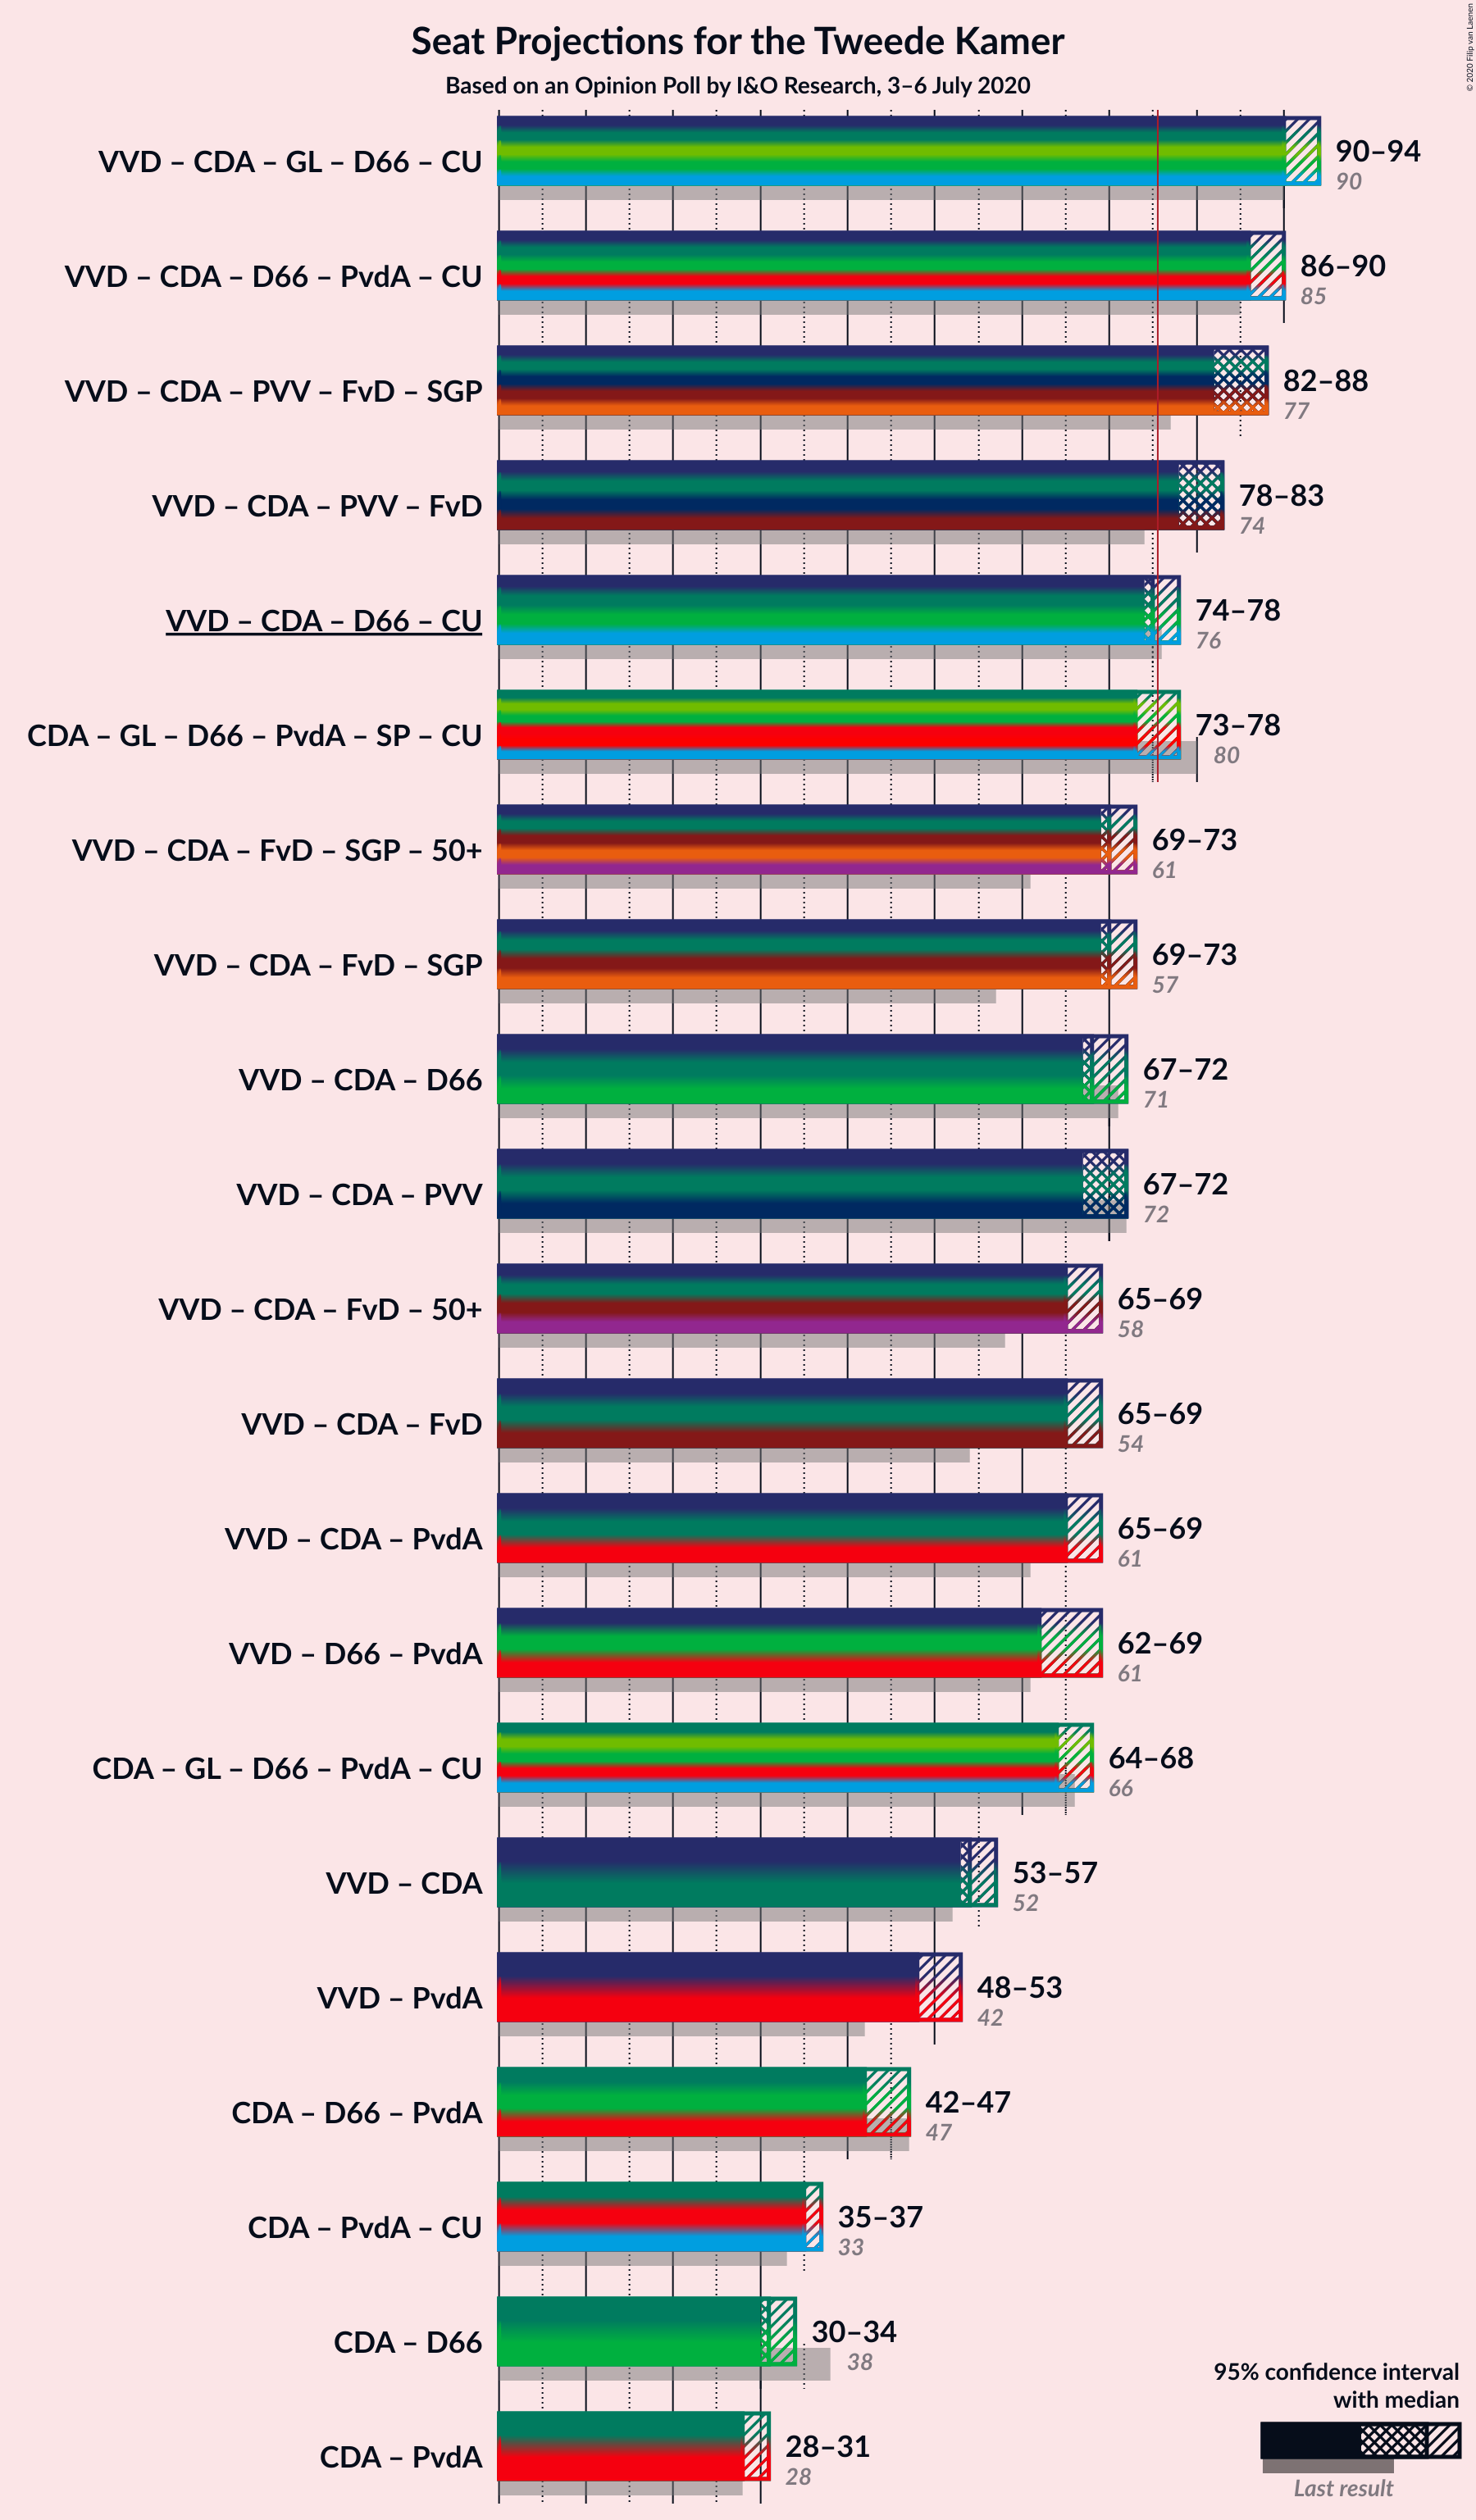 Seat Projections for the Tweede Kamer
Based on an Opinion Poll by I&O Research, 3–6 July 2020
© 2020 Filip van Laenen
VVD – CDA – GL – D66 – CU
90–94
90
VVD – CDA – D66 – PvdA – CU
86–90
85
VVD – CDA – PVV – FvD – SGP
82–88
77
VVD – CDA – PVV – FvD
78–83
74
VVD – CDA – D66 – CU
74–78
76
CDA – GL – D66 – PvdA – SP – CU
73–78
80
VVD – CDA – FvD – SGP – 50+
69–73
61
VVD – CDA – FvD – SGP
69–73
57
VVD – CDA – D66
67–72
71
VVD – CDA – PVV
67–72
72
VVD – CDA – FvD – 50+
65–69
58
VVD – CDA – FvD
65–69
54
VVD – CDA – PvdA
65–69
61
VVD – D66 – PvdA
62–69
61
CDA – GL – D66 – PvdA – CU
64–68
66
VVD – CDA
53–57
52
VVD – PvdA
48–53
42
CDA – D66 – PvdA
42–47
47
CDA – PvdA – CU
35–37
33
CDA – D66
30–34
38
CDA – PvdA
28–31
28
95% confidence interval
with median
Last result